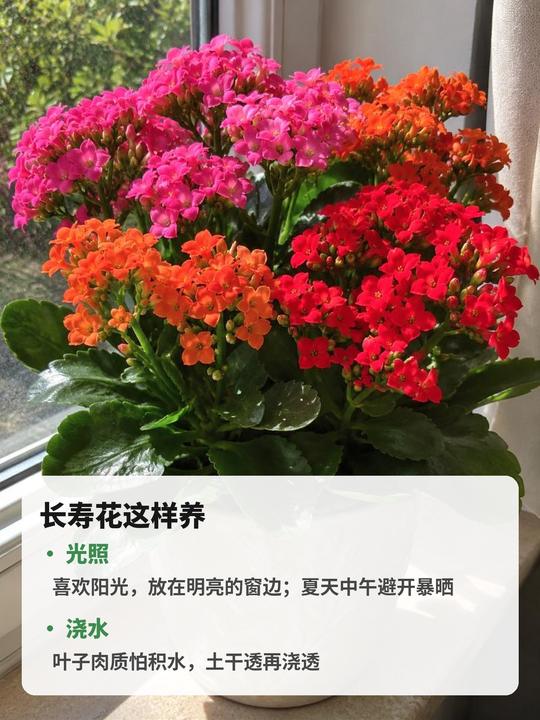 长寿花这样养
• 光照
喜欢阳光，放在明亮的窗边；夏天中午避开暴晒
• 浇水
叶子肉质怕积水，土干透再浇透